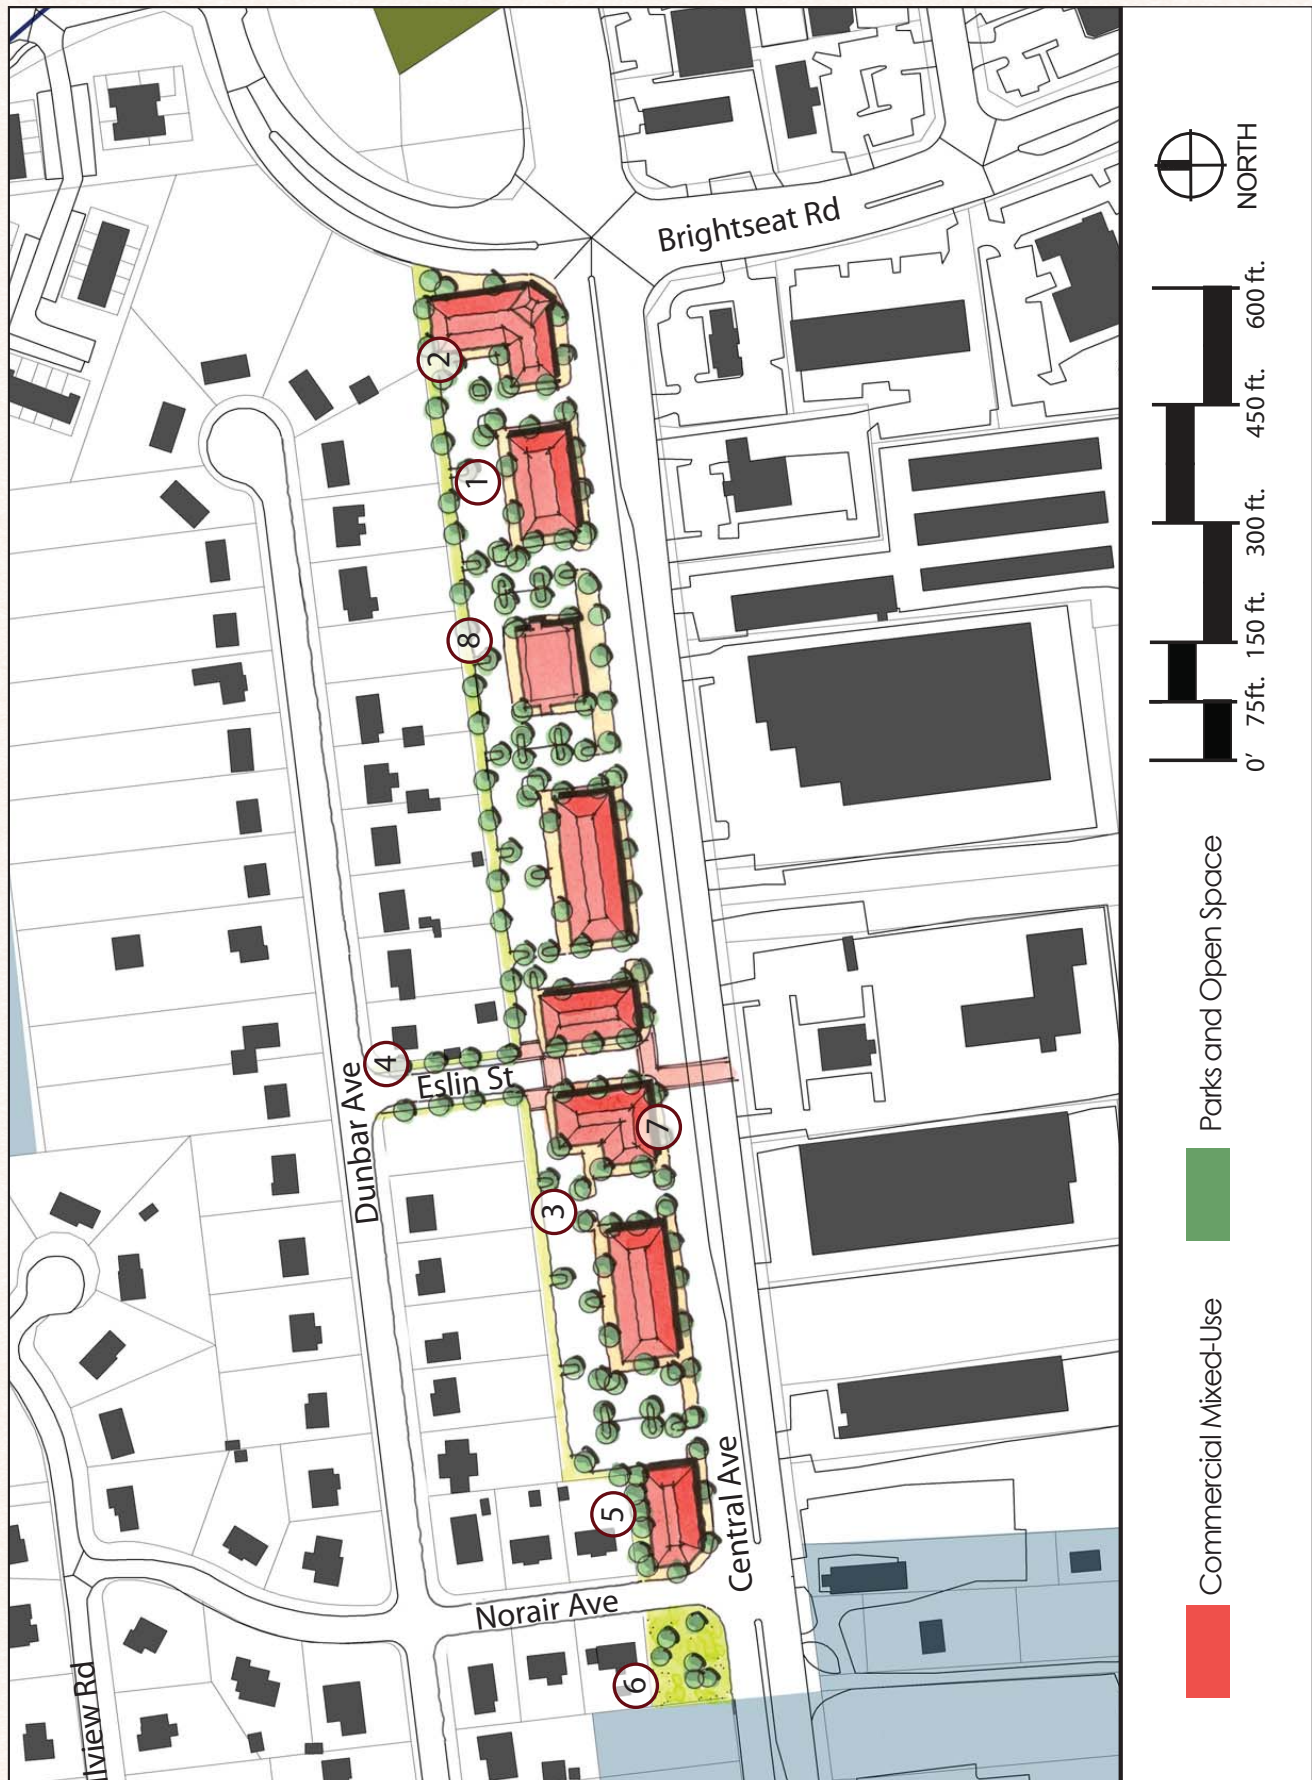 Brightseat Rd
2
1
8
4
Eslin St
Dunbar Ave
7
3
5
Central Ave
Norair Ave
6
lview Rd
NORTH
0' 75ft. 150 ft. 300 ft. 450 ft. 600 ft.
Commercial Mixed-Use
Parks and Open Space